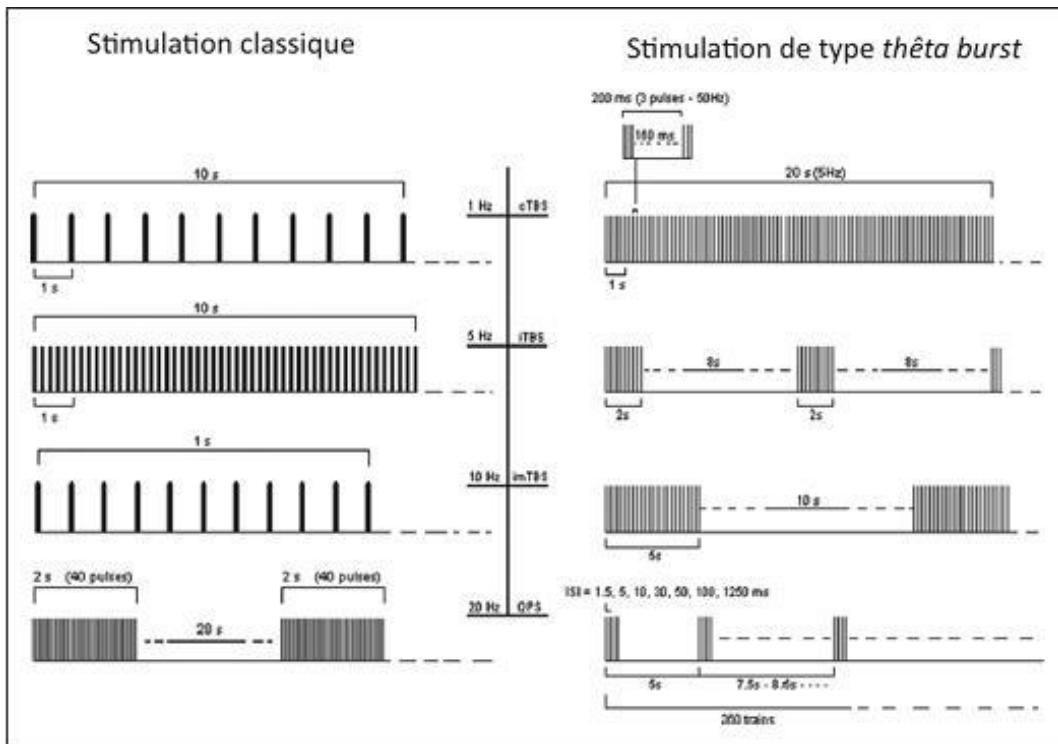 Stimulation classique
Stimulation de type thêta burst
200 ms (3 pulses - 50Hz)
160 ms
10 s
1 Hz
cTBS
20 s (5Hz)
1 s
1 s
10 s
5 Hz
iTBS
8s
8s
1 s
2s
2s
1 s
10 Hz
imTBS
10 s
5s
2 s (40 pulses)
2 s (40 pulses)
20 s
20 Hz
QPS
ISI = 1.5, 5, 10, 30, 50, 100, 1250 ms
5s
7.5s -
360 trains